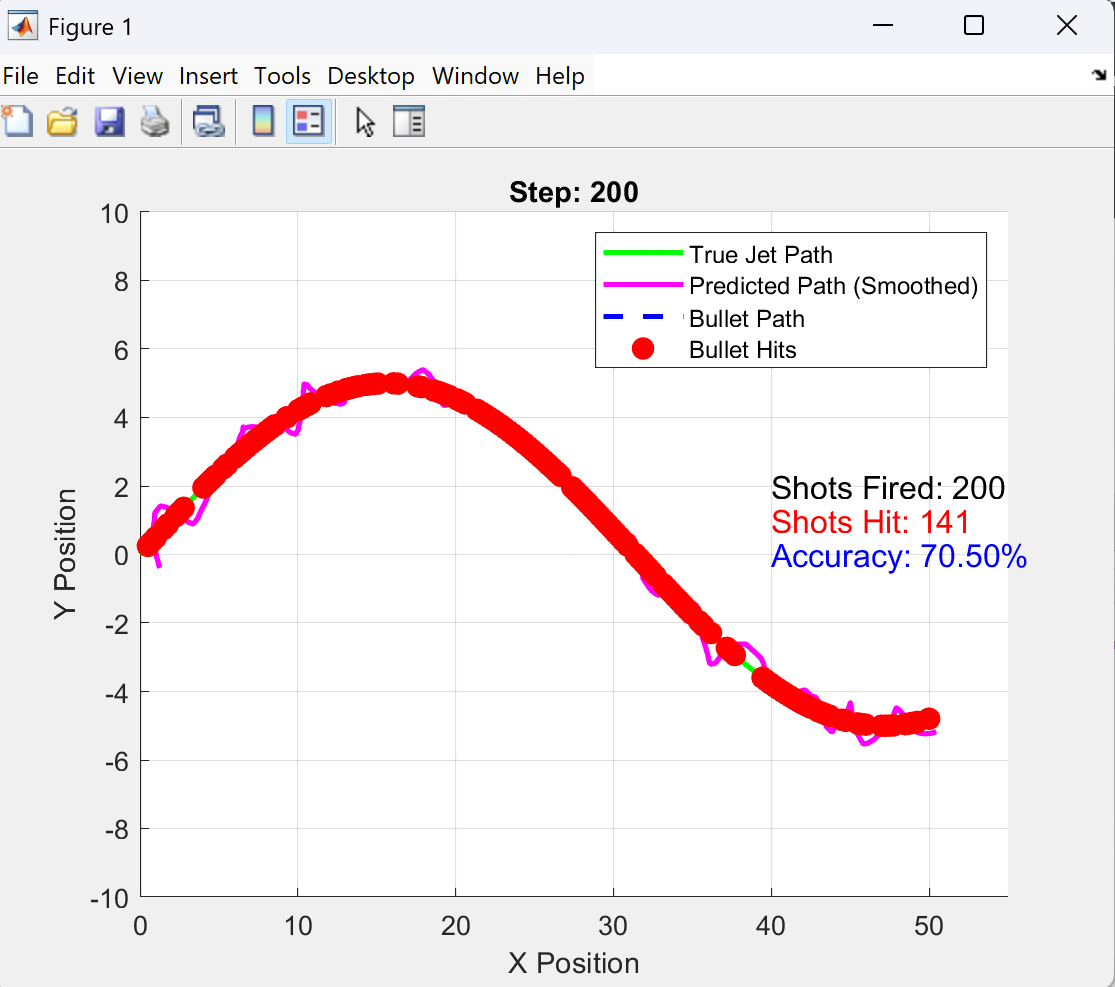 Figure 1
File Edit View Insert Tools Desktop Window Help
Step: 200
True Jet Path
Predicted Path (Smoothed)
Bullet Path
Bullet Hits
10
8
6
4
2
0
-2
-4
-6
-8
-10
Y Position
Shots Fired: 200
Shots Hit: 141
Accuracy: 70.50%
0 10 20 30 40 50
X Position